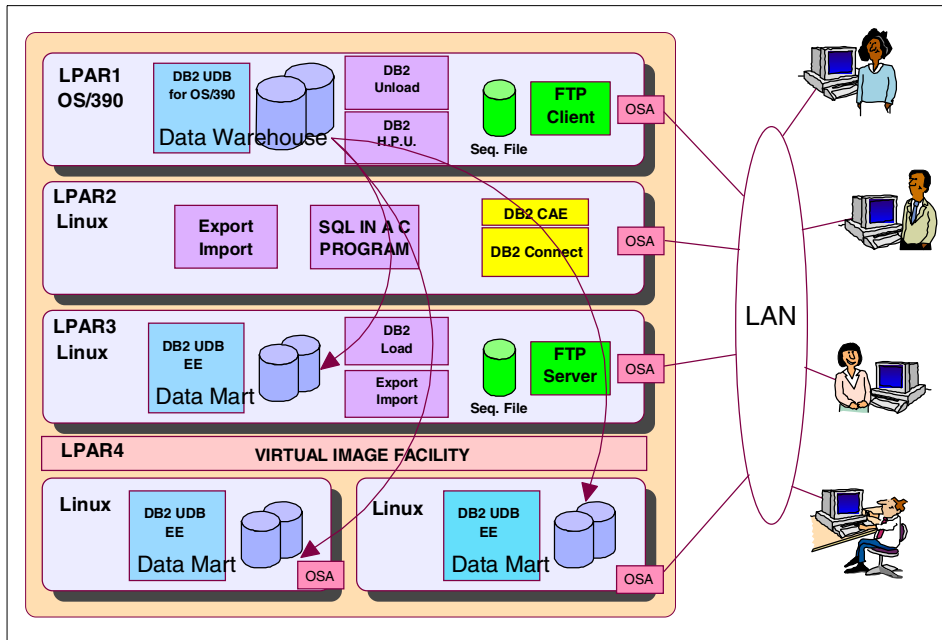 LPAR1
OS/390
DB2 UDB
for OS/390
Data Warehouse
DB2
Unload
DB2
H.P.U.
Seq. File
FTP
Client
OSA
LPAR2
Linux
Export
Import
SQL IN A C
PROGRAM
DB2 CAE
DB2 Connect
OSA
LPAR3
Linux
DB2 UDB
EE
Data Mart
DB2
Load
Export
Import
Seq. File
FTP
Server
OSA
LPAR4
VIRTUAL IMAGE FACILITY
Linux
DB2 UDB
EE
Data Mart
OSA
Linux
DB2 UDB
EE
Data Mart
OSA
LAN